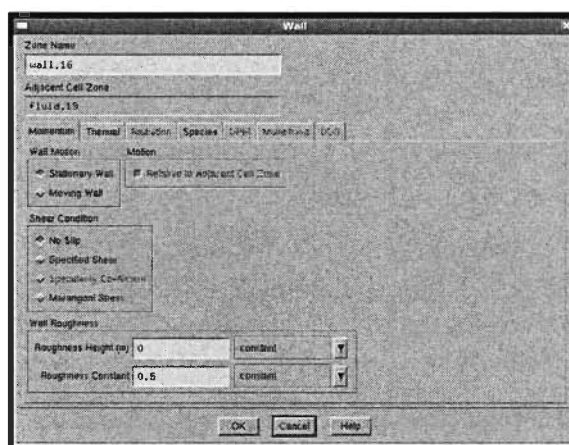 Wall
Zone Name
wall.16
Adjacent Cell Zone
fluid.19
Momentum Thermal Radiation Species DPM Multiphase UDS
Wall Motion Motion
Stationary Wall Relative to Adjacent Cell Zone
Moving Wall
Shear Condition
No Slip
Specified Shear
Specularity Coefficient
Marangoni Stress
Wall Roughness
Roughness Height (m) 0 constant
Roughness Constant 0.5 constant
OK Cancel Help